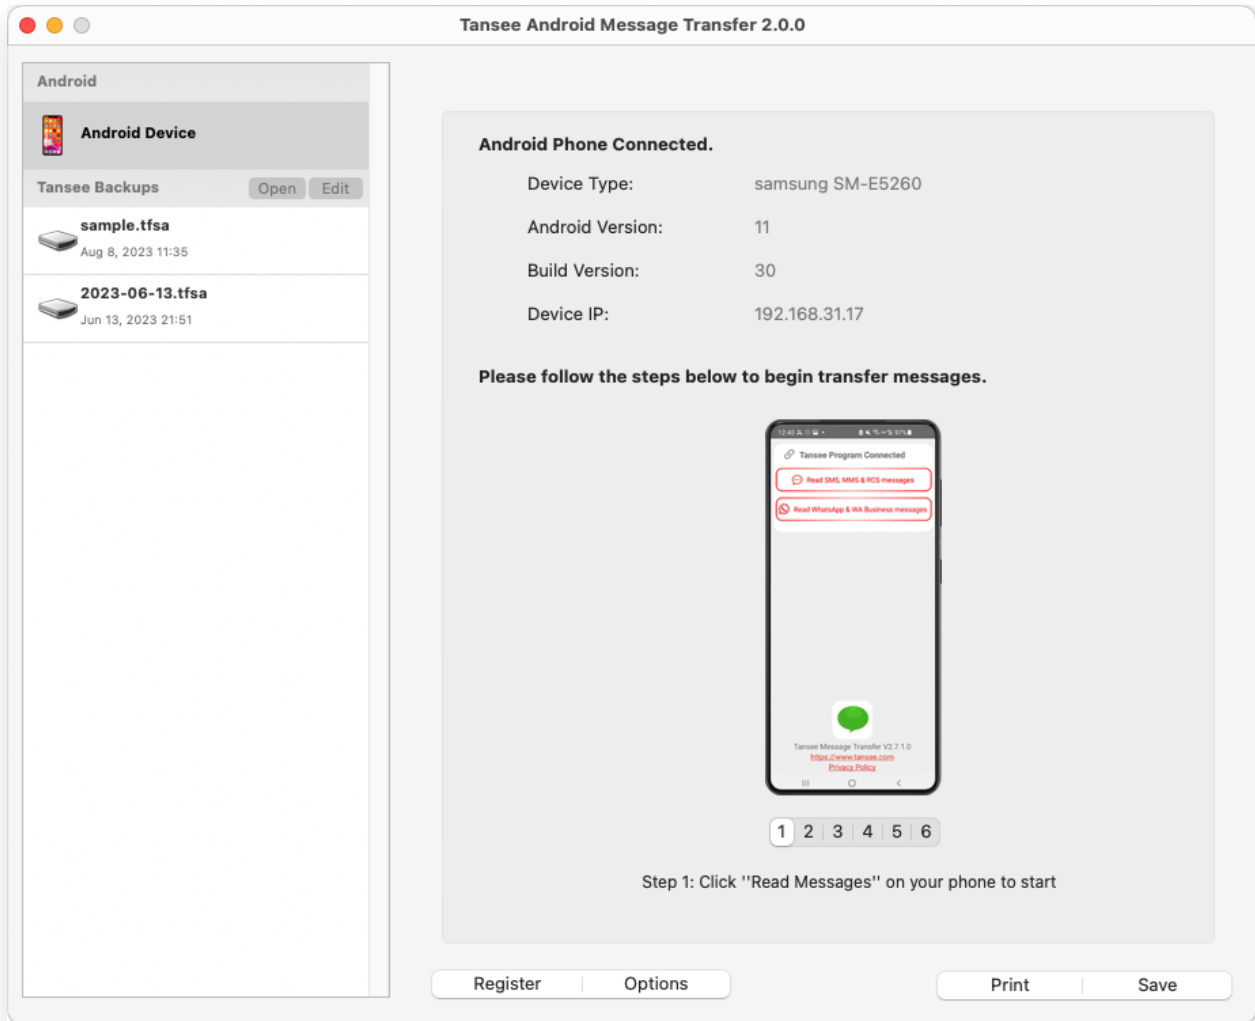 Tansee Android Message Transfer 2.0.0
Android
Android Device
Tansee Backups Open Edit
sample.tfsa
Aug 8, 2023 11:35
2023-06-13.tfsa
Jun 13, 2023 21:51
Android Phone Connected.
Device Type: samsung SM-E5260
Android Version: 11
Build Version: 30
Device IP: 192.168.31.17
Please follow the steps below to begin transfer messages.
12:40 97%
Tansee Program Connected
Read SMS, MMS & RCS messages
Read WhatsApp & WA Business messages
Tansee Message Transfer V2.7.1.0
https://www.tansee.com
Privacy Policy
1 2 3 4 5 6
Step 1: Click ''Read Messages'' on your phone to start
Register Options Print Save